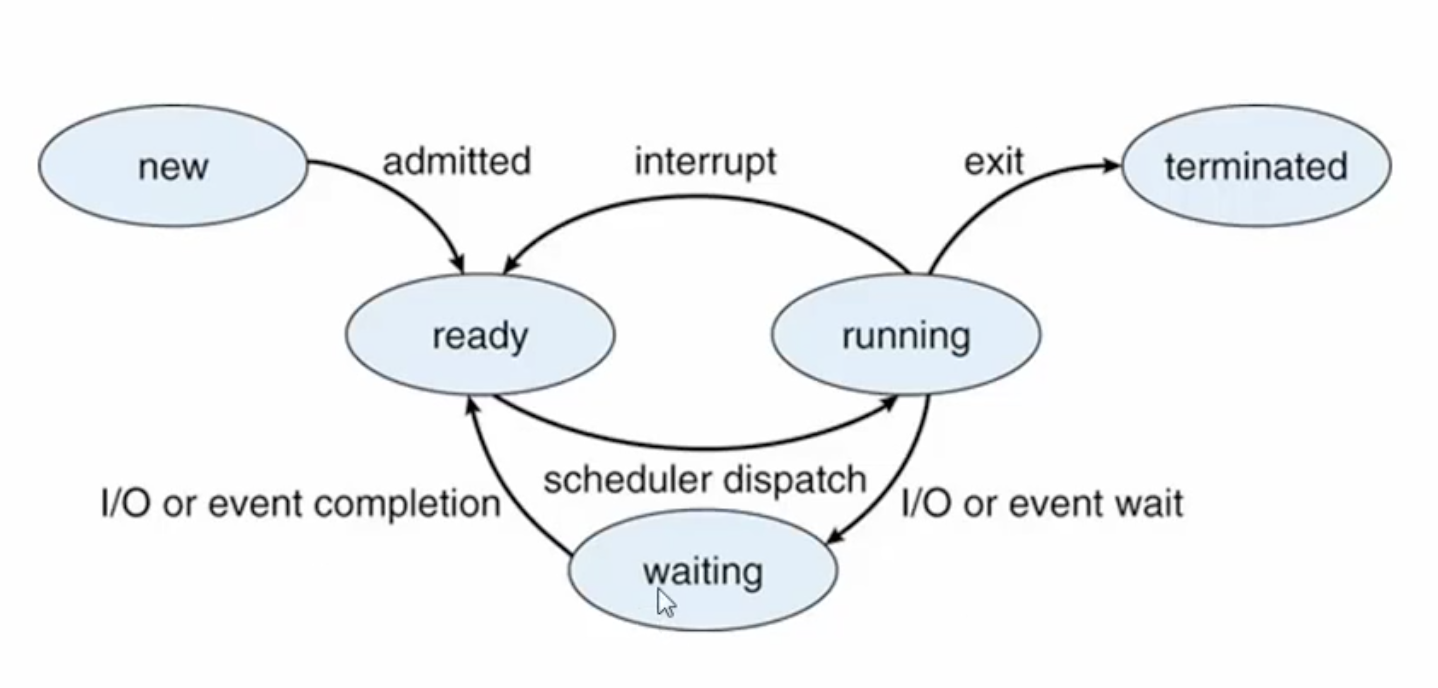 new
admitted
interrupt
exit
terminated
ready
running
scheduler dispatch
I/O or event completion
I/O or event wait
waiting